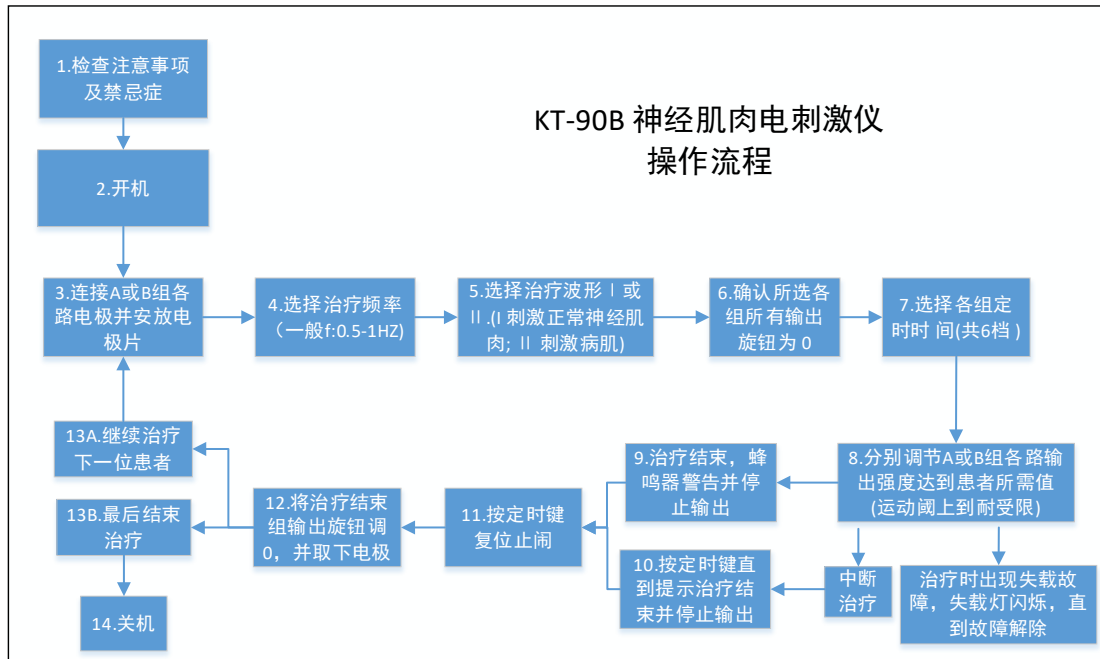 KT-90B 神经肌肉电刺激仪
操作流程
1.检查注意事项
及禁忌症
2.开机
3.连接A或B组各
路电极并安放电
极片
4.选择治疗频率
（一般f:0.5-1HZ)
5.选择治疗波形Ⅰ或
Ⅱ.(I 刺激正常神经肌
肉; Ⅱ 刺激病肌)
6.确认所选各
组所有输出
旋钮为 0
7.选择各组定
时时 间(共6档 )
8.分别调节A或B组各路输
出强度达到患者所需值
(运动阈上到耐受限)
9.治疗结束，蜂
鸣器警告并停
止输出
中断
治疗
治疗时出现失载故
障，失载灯闪烁，直
到故障解除
10.按定时键直
到提示治疗结
束并停止输出
11.按定时键
复位止闹
12.将治疗结束
组输出旋钮调
0，并取下电极
13A.继续治疗
下一位患者
13B.最后结束
治疗
14.关机